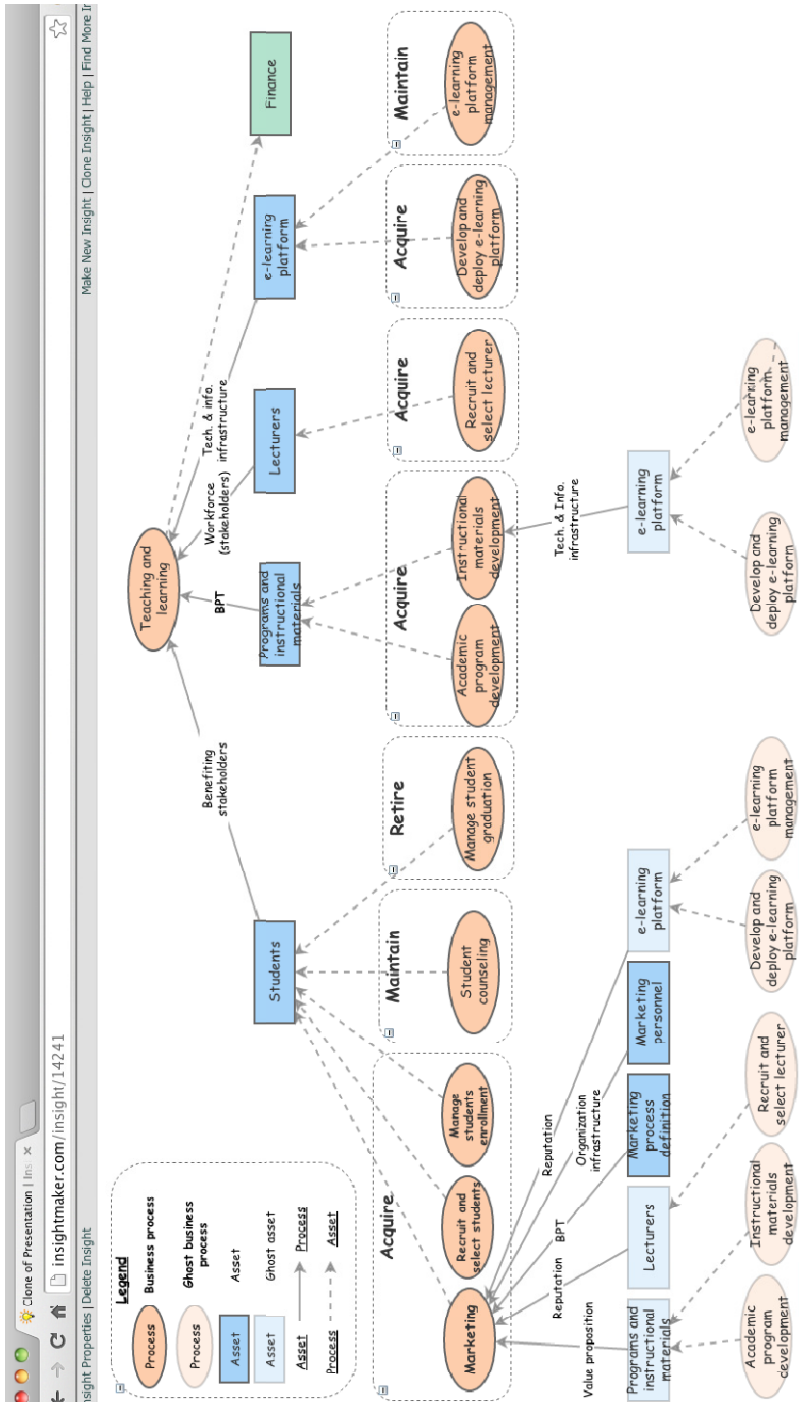 Clone of Presentation | Ins ×
insightmaker.com/insight/14241
nsight Properties | Delete Insight
Make New Insight | Clone Insight | Help | Find More In
Legend
Process
Business process
Process
Ghost business
process
Asset
Asset
Asset
Ghost asset
Asset
Process
Process
Asset
Teaching and
learning
Benefiting
stakeholders
BPT
Workforce
(stakeholders)
Tech. & info.
infrastructure
Students
Programs and
instructional
materials
Lecturers
e-learning
platform
Finance
Acquire
Marketing
Recruit and
select students
Manage
students
enrollment
Maintain
Student
counseling
Retire
Manage student
graduation
Acquire
Academic
program
development
Instructional
materials
development
Acquire
Recruit and
select lecturer
Acquire
Develop and
deploy e-learning
platform
Maintain
e-learning
platform
management
Value proposition
Reputation
BPT
Organization
infrastructure
Reputation
Tech. & Info.
infrastructure
Programs and
instructional
materials
Lecturers
Marketing
process
definition
Marketing
personnel
e-learning
platform
e-learning
platform
Academic
program
development
Instructional
materials
development
Recruit and
select lecturer
Develop and
deploy e-learning
platform
e-learning
platform
management
Develop and
deploy e-learning
platform
e-learning
platform
management